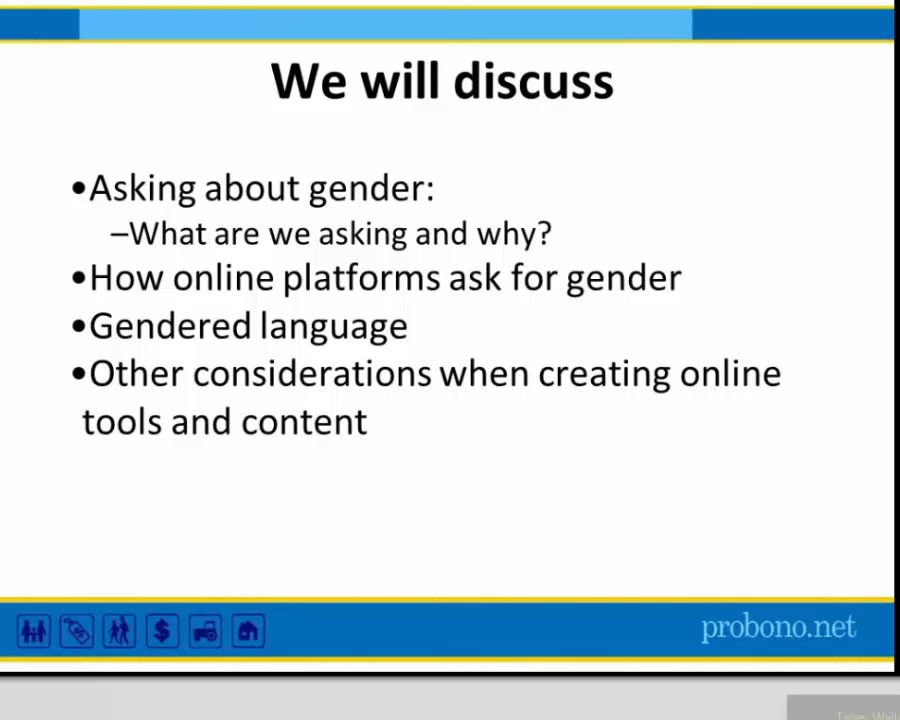 We will discuss
•Asking about gender:
–What are we asking and why?
•How online platforms ask for gender
•Gendered language
•Other considerations when creating online
tools and content
$
probono.net